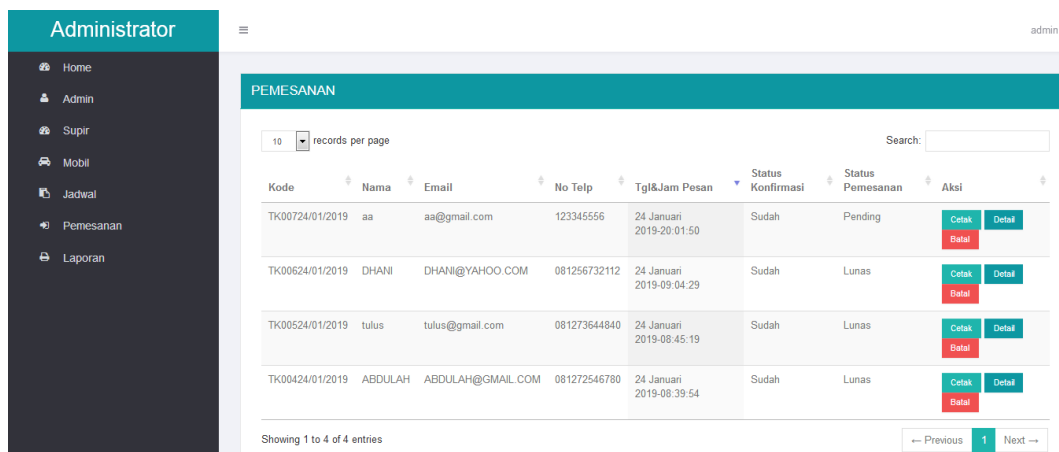 Administrator
admin
Home
Admin
Supir
Mobil
Jadwal
Pemesanan
Laporan
PEMESANAN
10 records per page Search:
Kode Nama Email No Telp Tgl&Jam Pesan Status Konfirmasi Status Pemesanan Aksi
TK00724/01/2019 aa aa@gmail.com 123345556 24 Januari 2019-20:01:50 Sudah Pending Cetak Detail Batal
TK00624/01/2019 DHANI DHANI@YAHOO.COM 081256732112 24 Januari 2019-09:04:29 Sudah Lunas Cetak Detail Batal
TK00524/01/2019 tulus tulus@gmail.com 081273644840 24 Januari 2019-08:45:19 Sudah Lunas Cetak Detail Batal
TK00424/01/2019 ABDULAH ABDULAH@GMAIL.COM 081272546780 24 Januari 2019-08:39:54 Sudah Lunas Cetak Detail Batal
Showing 1 to 4 of 4 entries ← Previous 1 Next →